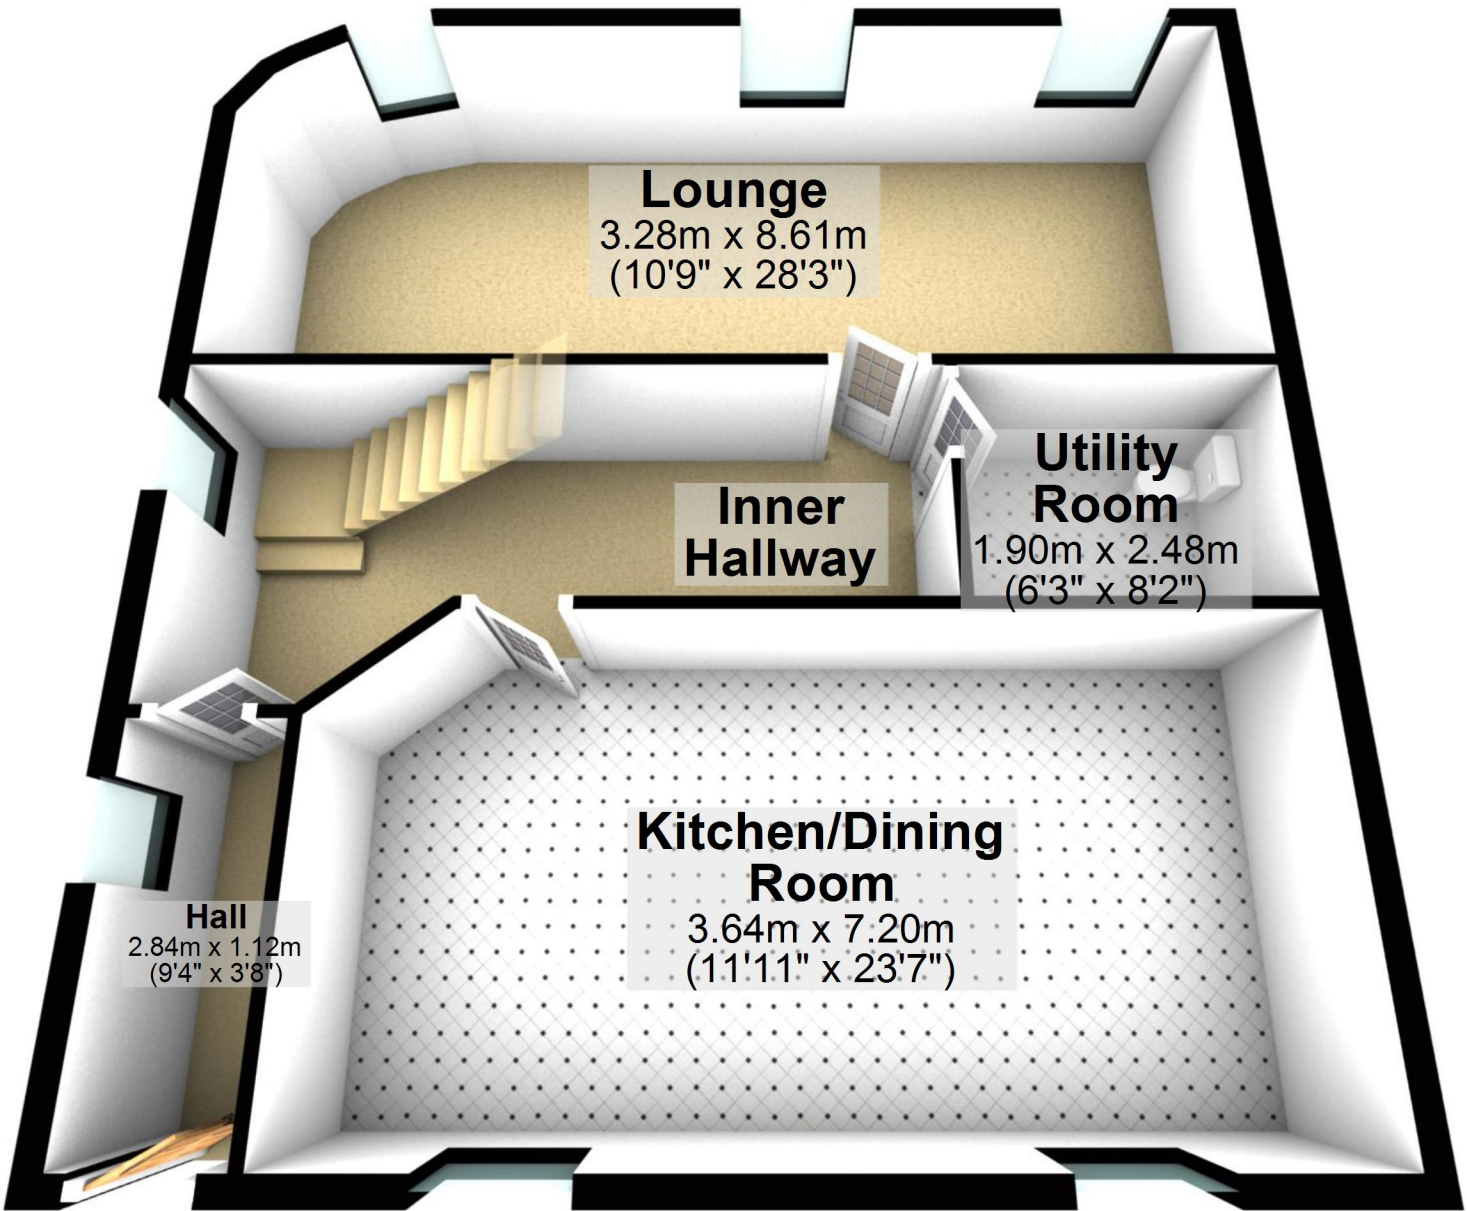 Lounge
3.28m x 8.61m
(10'9" x 28'3")
Utility
Room
1.90m x 2.48m
(6'3" x 8'2")
Inner
Hallway
Kitchen/Dining
Room
3.64m x 7.20m
(11'11" x 23'7")
Hall
2.84m x 1.12m
(9'4" x 3'8")